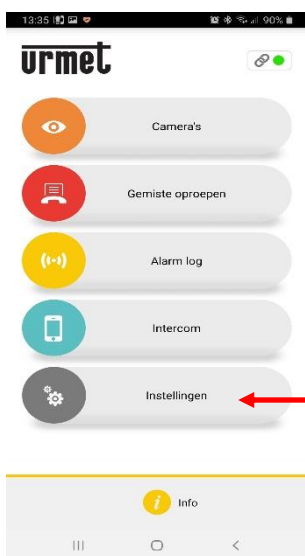 13:35 90%
urmet
Camera's
Gemiste oproepen
Alarm log
Intercom
Instellingen
i Info